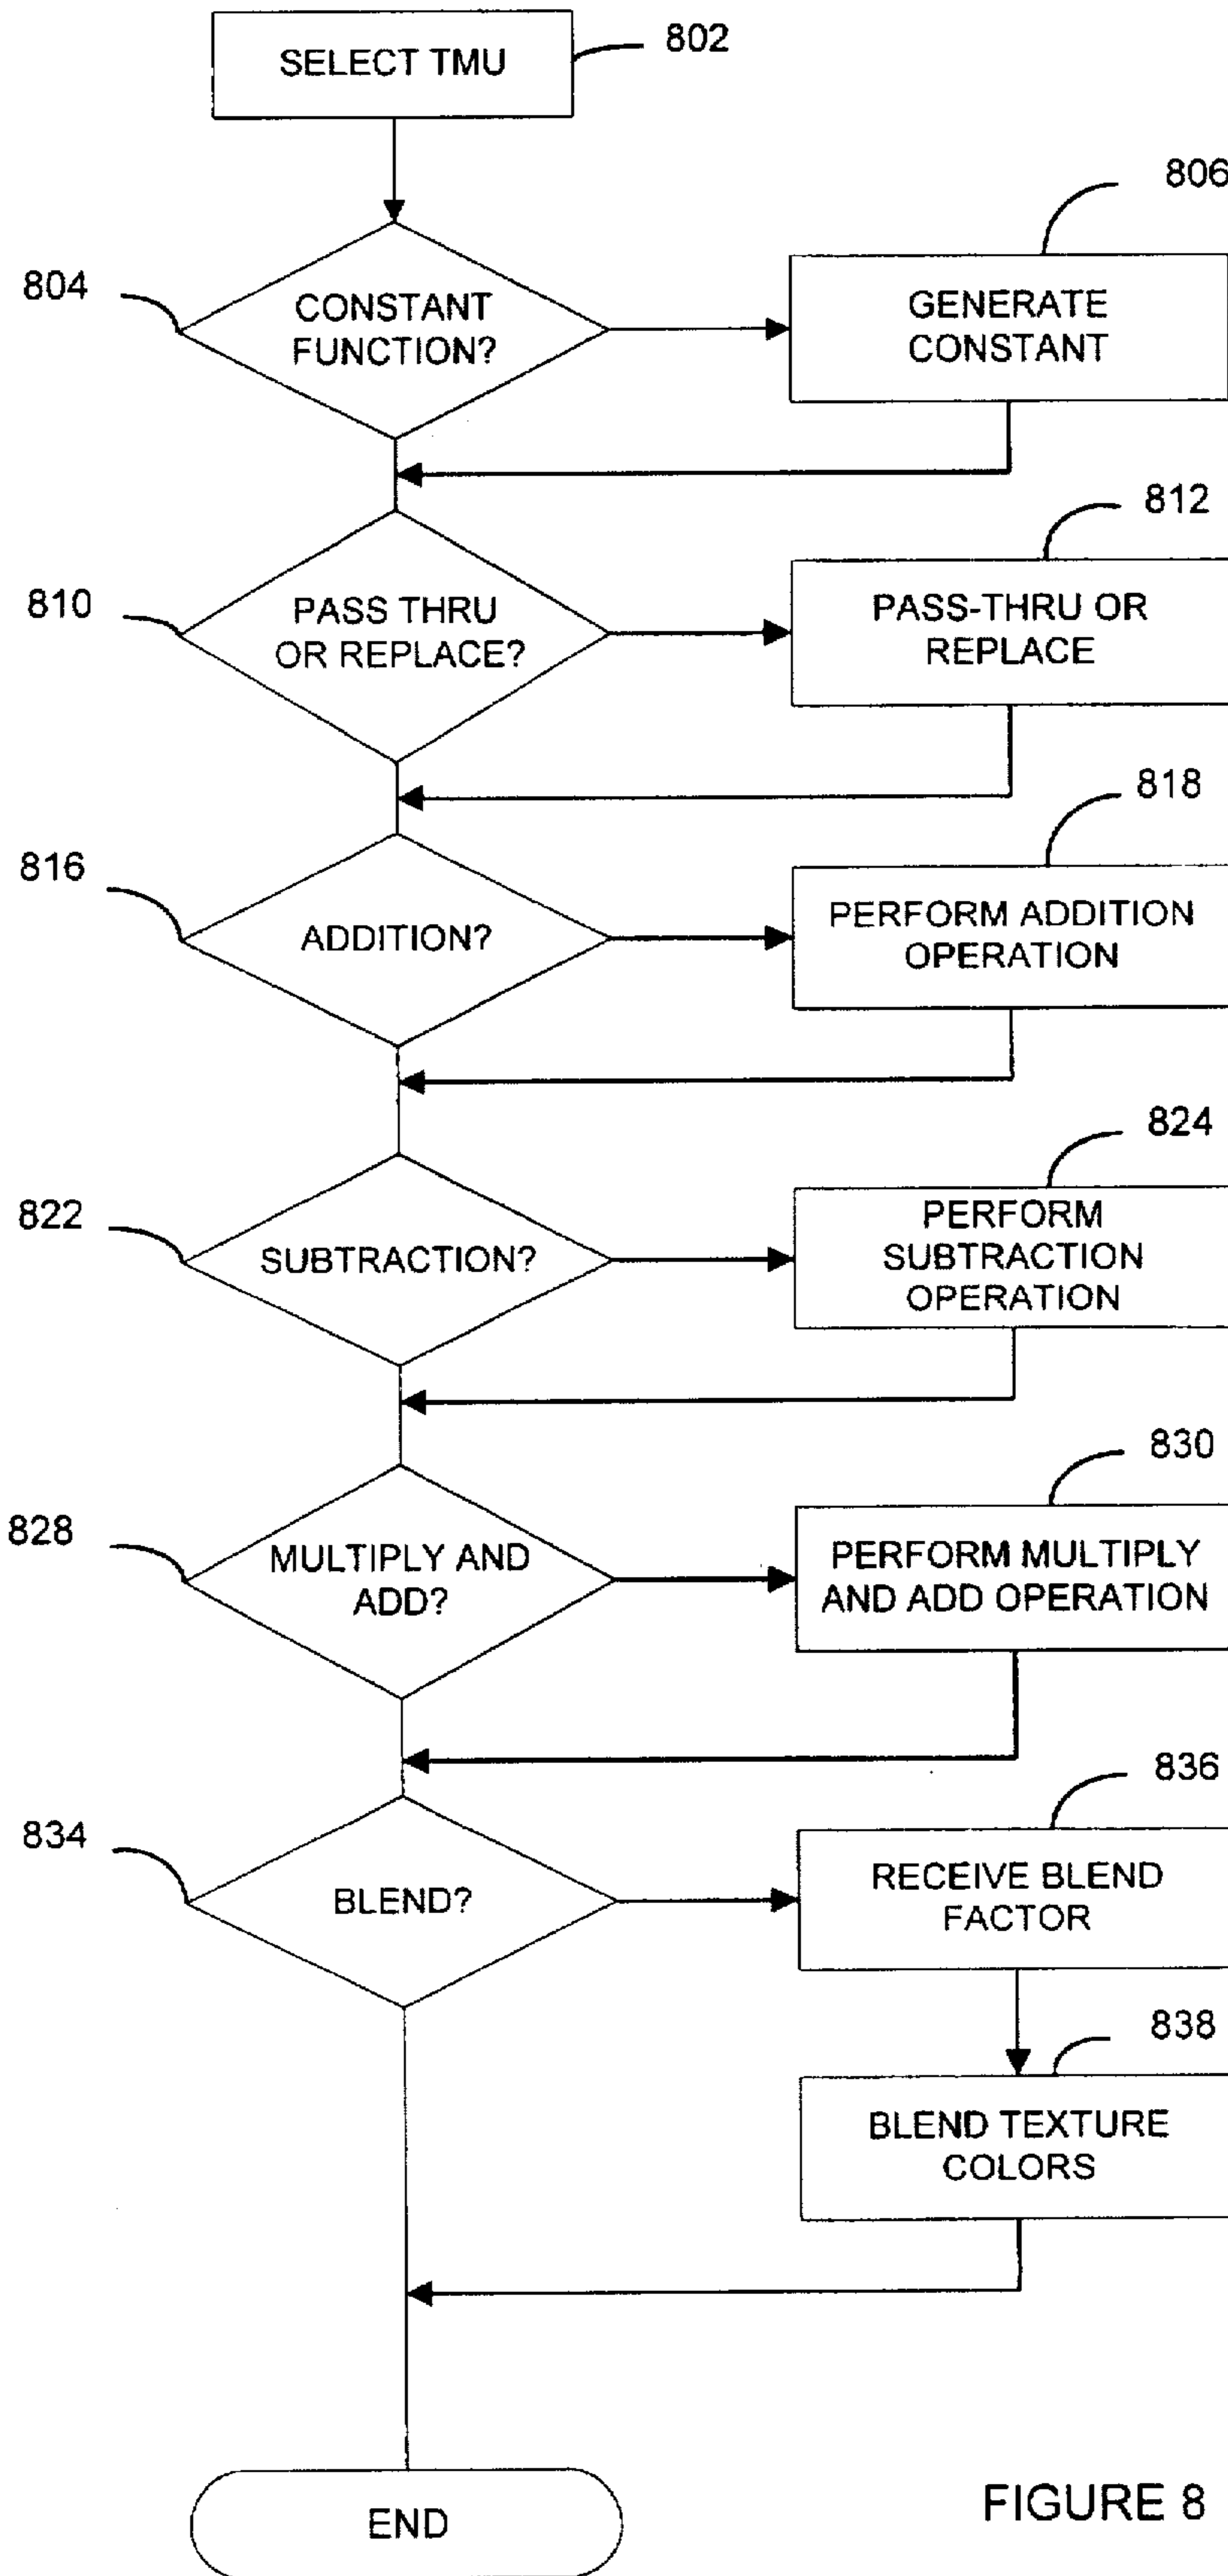 SELECT TMU
802
806
804
CONSTANT
FUNCTION?
GENERATE
CONSTANT
812
810
PASS THRU
OR REPLACE?
PASS-THRU OR
REPLACE
818
816
ADDITION?
PERFORM ADDITION
OPERATION
824
822
SUBTRACTION?
PERFORM
SUBTRACTION
OPERATION
830
828
MULTIPLY AND
ADD?
PERFORM MULTIPLY
AND ADD OPERATION
836
834
BLEND?
RECEIVE BLEND
FACTOR
838
BLEND TEXTURE
COLORS
END
FIGURE 8